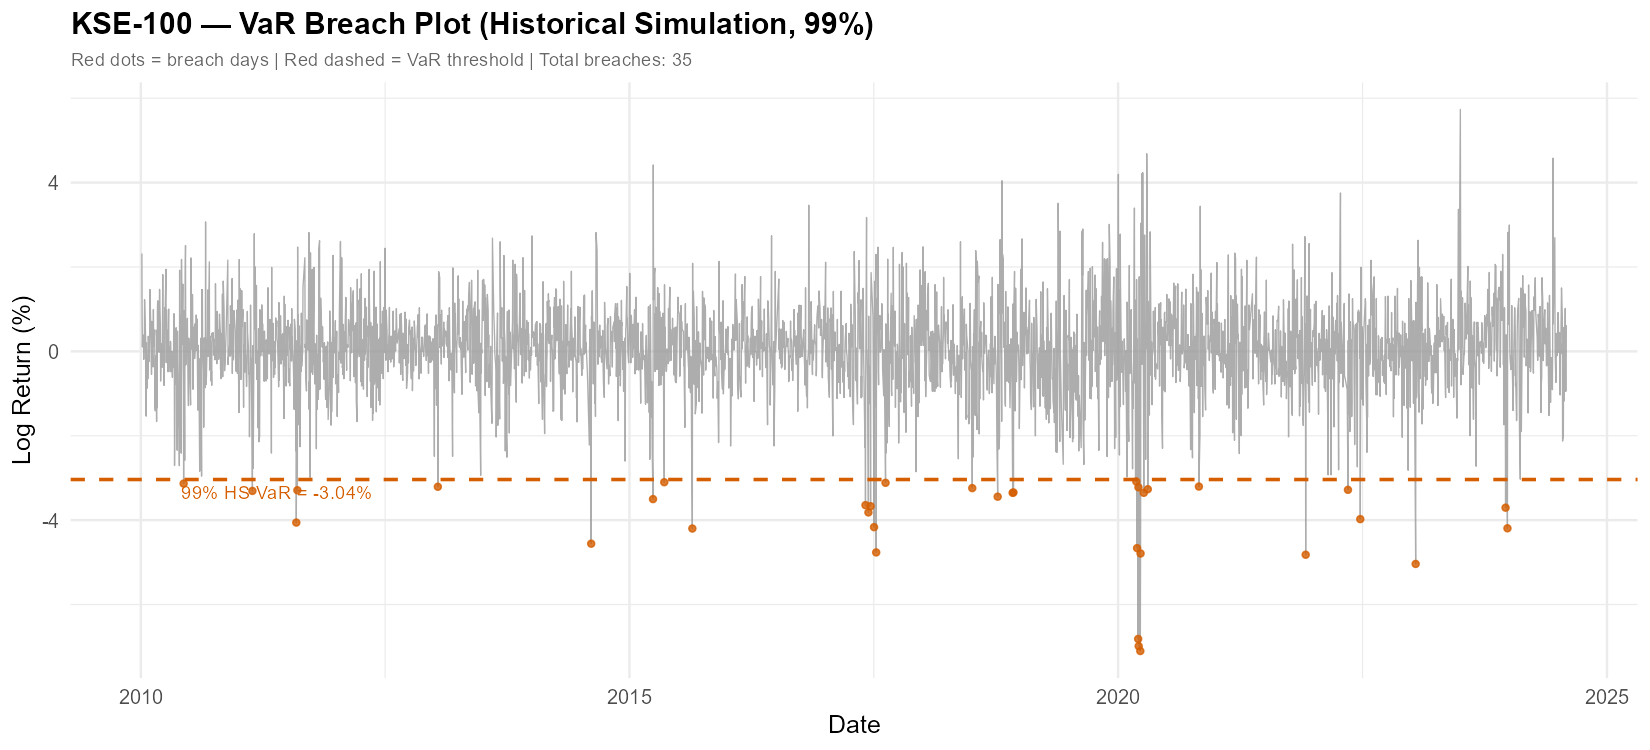 KSE-100 — VaR Breach Plot (Historical Simulation, 99%)
Red dots = breach days | Red dashed = VaR threshold | Total breaches: 35
Log Return (%)
4
0
-4
99% HS VaR = -3.04%
2010
2015
2020
2025
Date